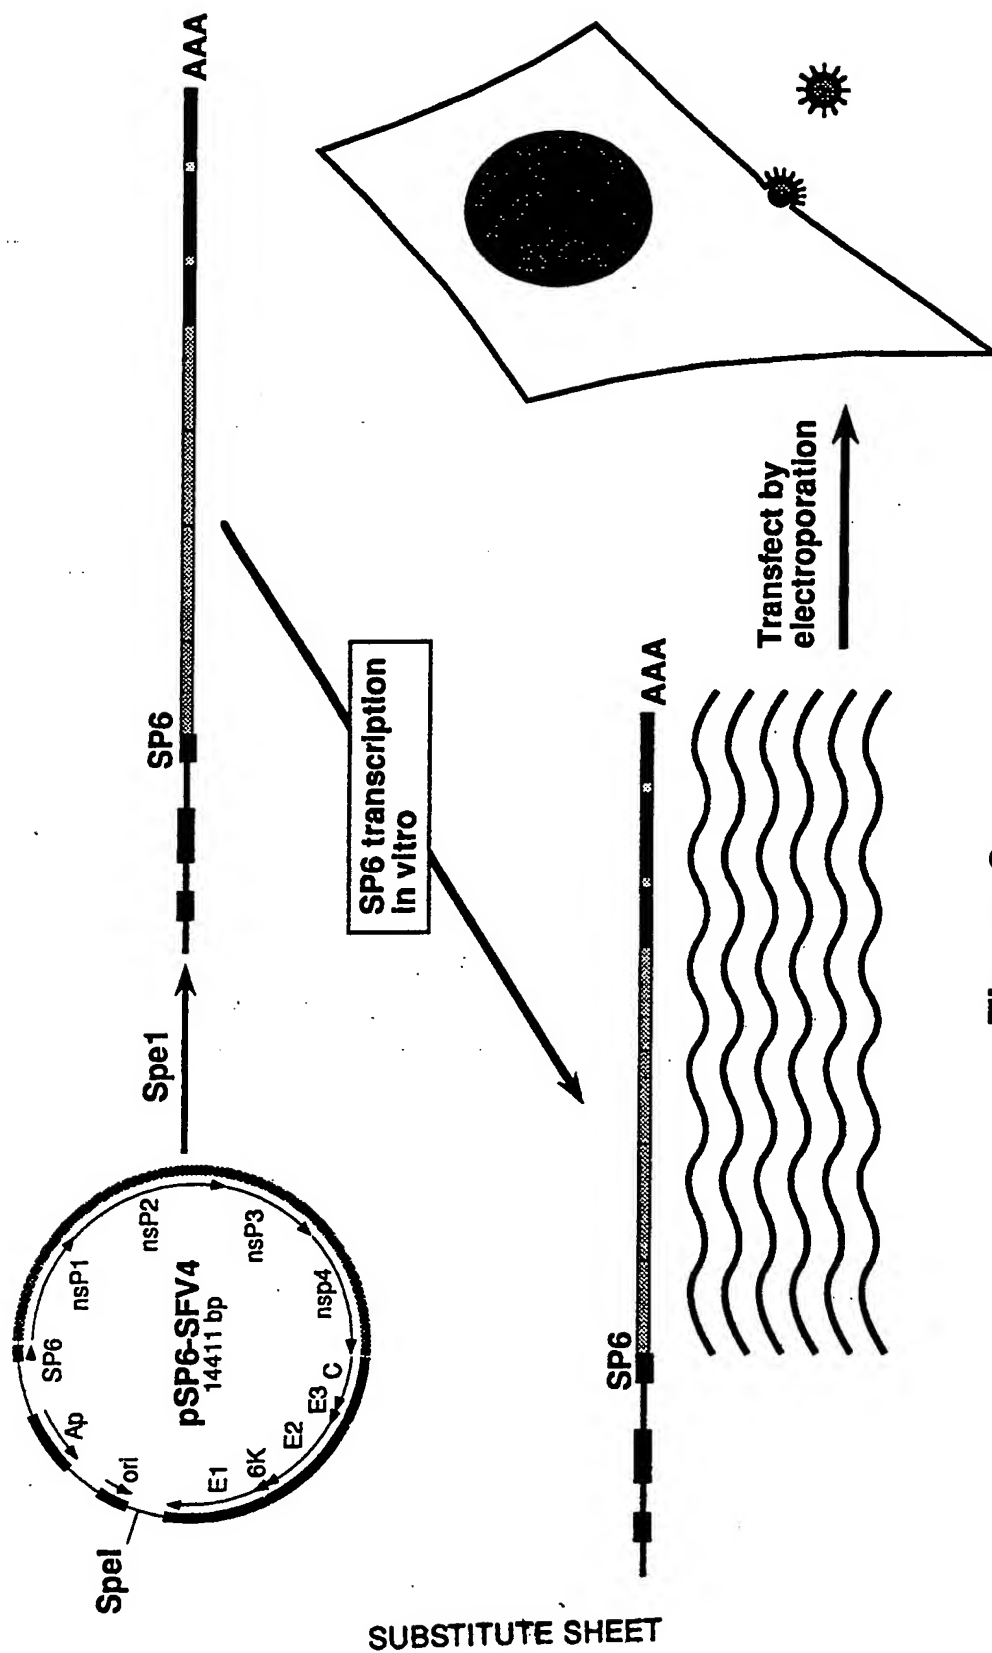 SpeI
ori
Ap
SP6
nsP1
nsP2
nsP3
nsp4
C
E3
E2
6K
E1
pSP6-SFV4
14411 bp
Spe1
SP6
AAA
SP6 transcription
in vitro
SP6
AAA
Transfect by
electroporation
SUBSTITUTE SHEET